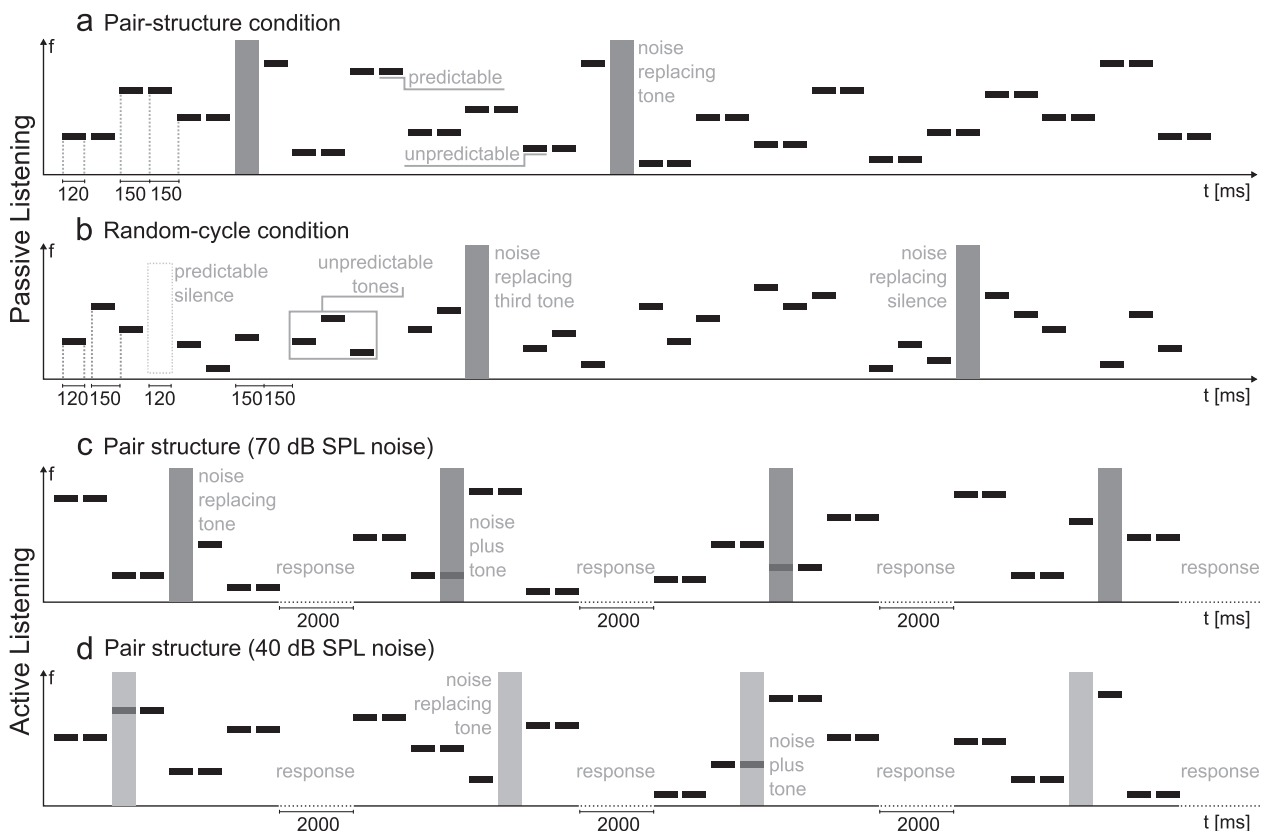 Passive Listening
a Pair-structure condition
f
noise
replacing
tone
predictable
unpredictable
120
150 150
t [ms]
b Random-cycle condition
f
predictable
silence
unpredictable
tones
noise
replacing
third tone
noise
replacing
silence
120 150 120 150 150
t [ms]
Active Listening
c Pair structure (70 dB SPL noise)
f
noise
replacing
tone
noise
plus
tone
response
response
response
response
2000
2000
2000
t [ms]
d Pair structure (40 dB SPL noise)
f
noise
replacing
tone
noise
plus
tone
response
response
response
response
2000
2000
2000
t [ms]